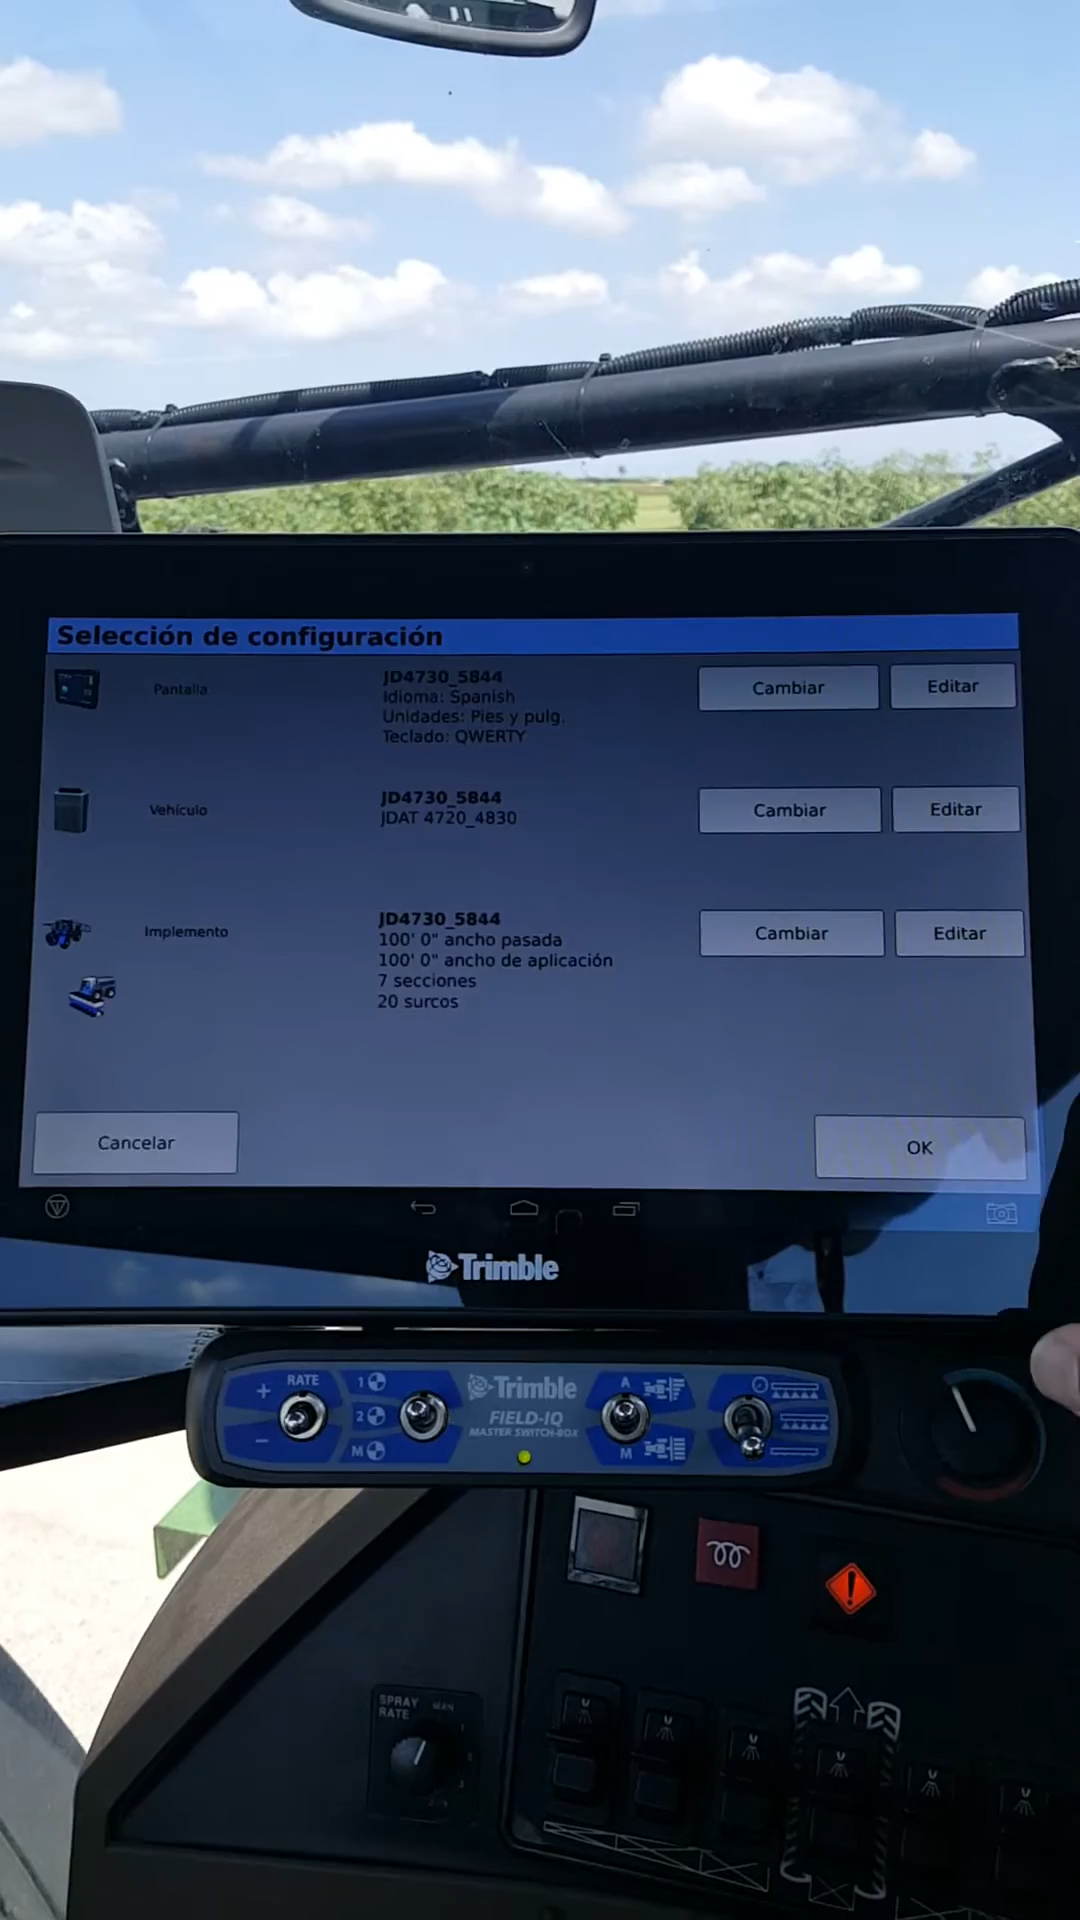 Selección de configuración
Pantalla
JD4730_5844
Idioma: Spanish
Unidades: Pies y pulg.
Teclado: QWERTY
Cambiar
Editar
Vehículo
JD4730_5844
JDAT 4720_4830
Cambiar
Editar
Implemento
JD4730_5844
100' 0" ancho pasada
100' 0" ancho de aplicación
7 secciones
20 surcos
Cambiar
Editar
Cancelar
OK
Trimble
+ RATE
−
1
2
M
Trimble
FIELD-IQ
MASTER SWITCH-BOX
A
M
SPRAY
RATE
MAN